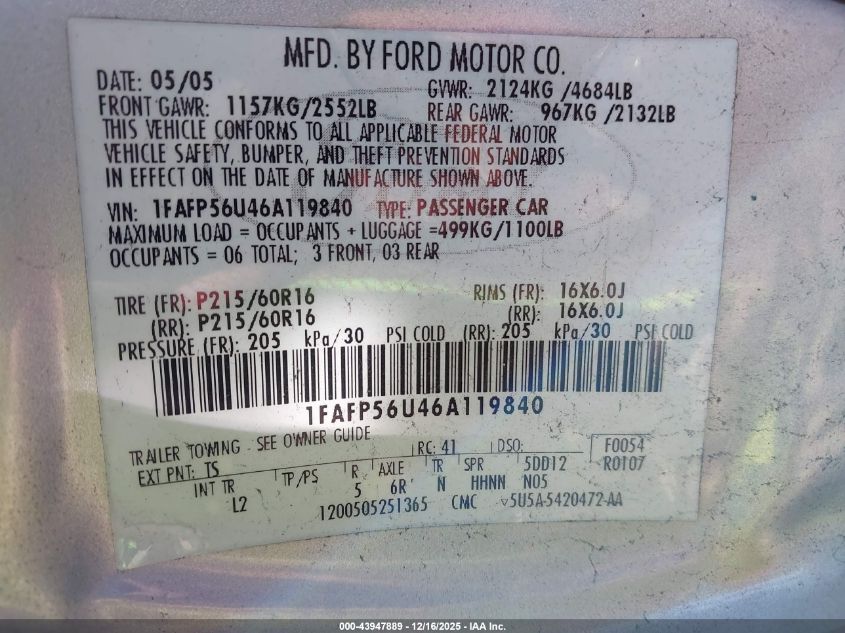 MFD. BY FORD MOTOR CO.
DATE: 05/05 GVWR: 2124KG /4684LB
FRONT GAWR: 1157KG/2552LB REAR GAWR: 967KG /2132LB
THIS VEHICLE CONFORMS TO ALL APPLICABLE FEDERAL MOTOR
VEHICLE SAFETY, BUMPER, AND THEFT PREVENTION STANDARDS
IN EFFECT ON THE DATE OF MANUFACTURE SHOWN ABOVE.
VIN: 1FAFP56U46A119840 TYPE: PASSENGER CAR
MAXIMUM LOAD = OCCUPANTS + LUGGAGE =499KG/1100LB
OCCUPANTS = 06 TOTAL; 3 FRONT, 03 REAR
TIRE (FR): P215/60R16 RIMS (FR): 16X6.0J
(RR): P215/60R16 (RR): 16X6.0J
PRESSURE (FR): 205 kPa/30 PSI COLD (RR): 205 kPa/30 PSI COLD
1FAFP56U46A119840
TRAILER TOWING - SEE OWNER GUIDE RC: 41 DSO: F0054
EXT PNT: TS R0107
INT TR TP/PS R AXLE TR SPR 5DD12
L2 5 6R N HHNN N05
1200505251365 CMC 5U5A-5420472-AA
000-43947889 - 12/16/2025 - IAA Inc.